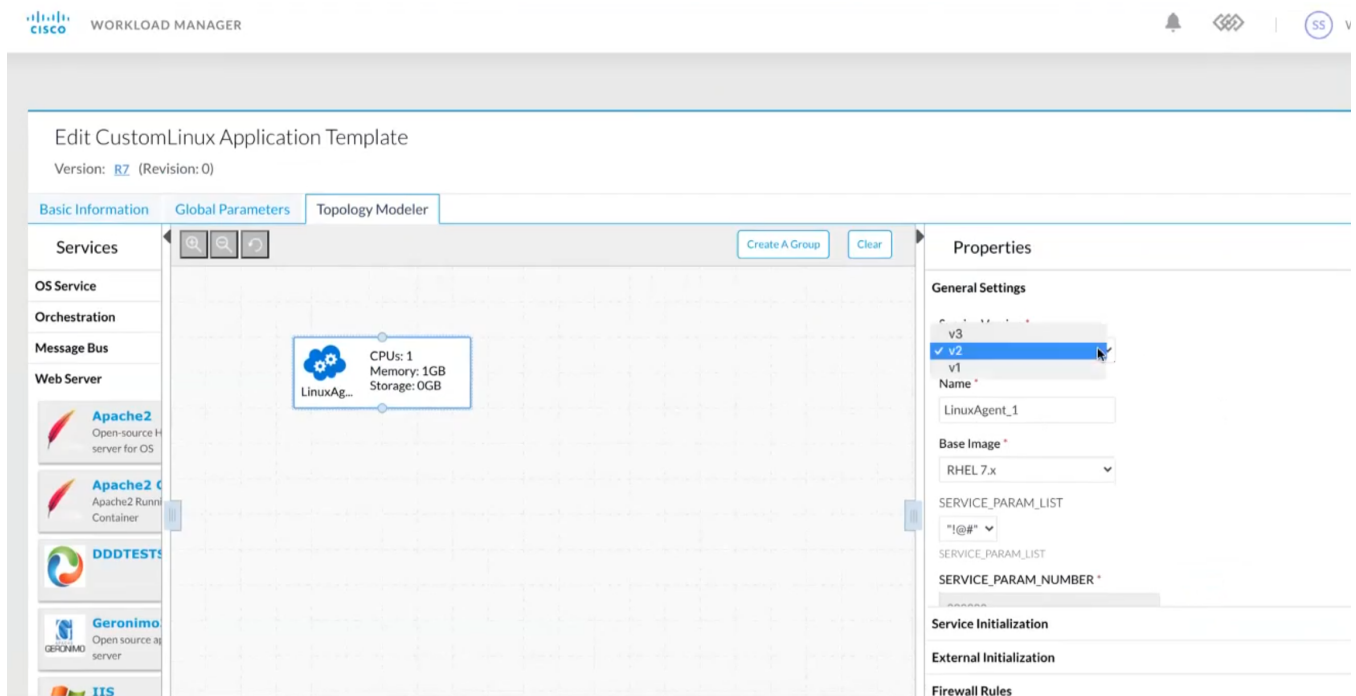 CISCO WORKLOAD MANAGER
SS
Edit CustomLinux Application Template
Version: R7 (Revision: 0)
Basic Information Global Parameters Topology Modeler
Services
OS Service
Orchestration
Message Bus
Web Server
Apache2
Open-source H
server for OS
Apache2 C
Apache2 Runni
Container
DDDTESTS
Geronimo
Open source ap
server
GERONIMO
IIS
Create A Group Clear
LinuxAg...
CPUs: 1
Memory: 1GB
Storage: 0GB
Properties
General Settings
v3
v2
v1
Name *
LinuxAgent_1
Base Image *
RHEL 7.x
SERVICE_PARAM_LIST
"!@#"
SERVICE_PARAM_LIST
SERVICE_PARAM_NUMBER *
Service Initialization
External Initialization
Firewall Rules